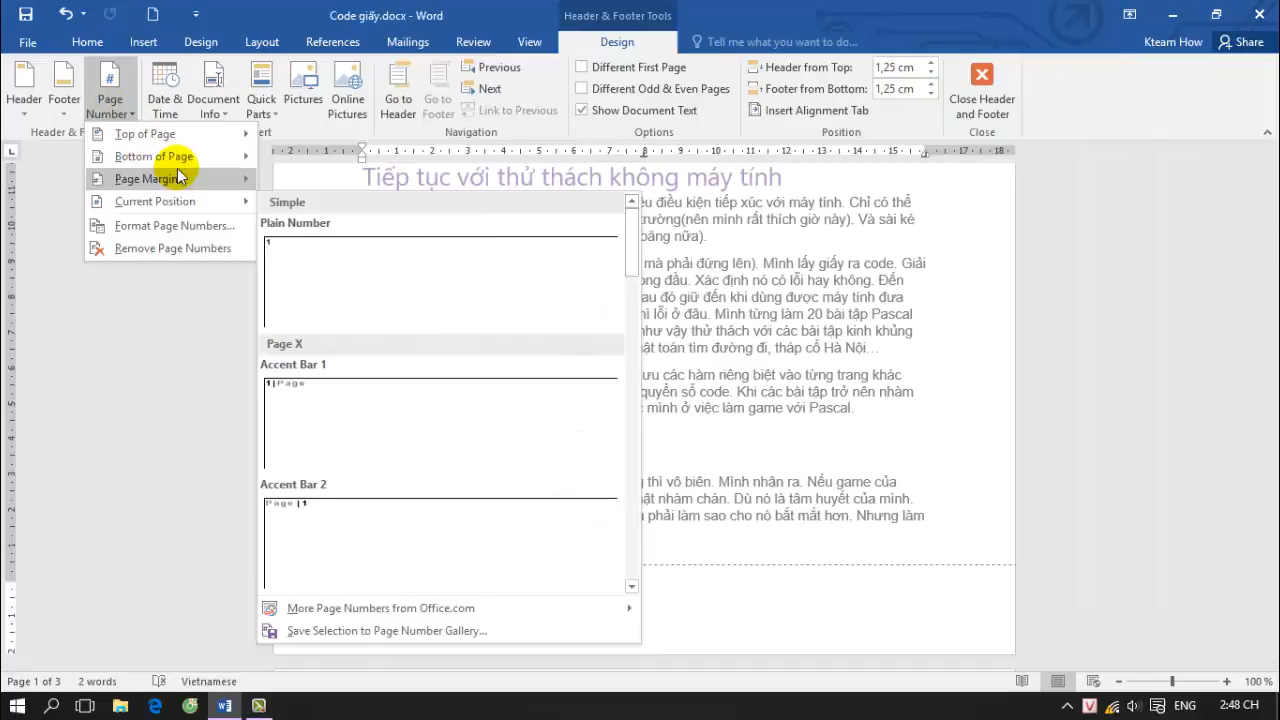 Code giấy.docx - Word
Header & Footer Tools
File
Home
Insert
Design
Layout
References
Mailings
Review
View
Design
Tell me what you want to do...
Kteam How
Share
Header
Footer
Page Number
Date & Time
Document Info
Quick Parts
Pictures
Online Pictures
Go to Header
Go to Footer
Previous
Next
Link to Previous
Navigation
Different First Page
Different Odd & Even Pages
Show Document Text
Options
Header from Top:
1,25 cm
Footer from Bottom:
1,25 cm
Insert Alignment Tab
Position
Close Header and Footer
Close
Header & F
Insert
Top of Page
Bottom of Page
Page Margins
Current Position
Format Page Numbers...
Remove Page Numbers
Simple
Plain Number
1
Page X
Accent Bar 1
1|Page
Accent Bar 2
Page | 1
More Page Numbers from Office.com
Save Selection to Page Number Gallery...
Tiếp tục với thử thách không máy tính
êu điều kiện tiếp xúc với máy tính. Chỉ có thể
trường(nên mình rất thích giờ này). Và sải ké
băng nữa).
mà phải đứng lên). Mình lấy giấy ra code. Giải
ong đầu. Xác định nó có lỗi hay không. Đến
au đó giữ đến khi dùng được máy tính đưa
hì lỗi ở đâu. Mình từng làm 20 bài tập Pascal
như vậy thử thách với các bài tập kinh khủng
ật toán tìm đường đi, tháp cổ Hà Nội...
ưu các hàm riêng biệt vào từng trang khác
quyển sổ code. Khi các bài tập trở nên nhàm
c mình ở việc làm game với Pascal.
g thì vô biên. Mình nhận ra. Nếu game của
hật nhàm chán. Dù nó là tâm huyết của mình.
n phải làm sao cho nó bắt mắt hơn. Nhưng làm
Page 1 of 3
2 words
Vietnamese
100 %
ENG
2:48 CH